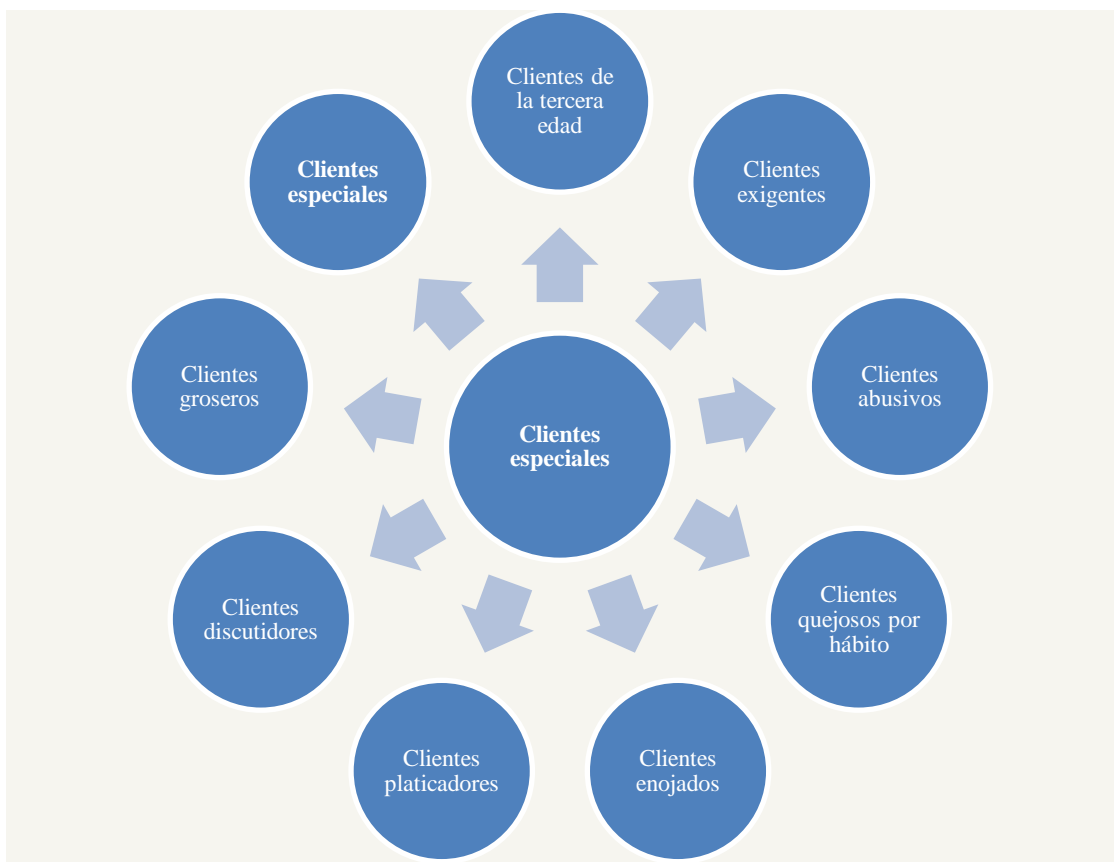 Clientes de
la tercera
edad
Clientes
exigentes
Clientes
abusivos
Clientes
quejosos por
hábito
Clientes
enojados
Clientes
platicadores
Clientes
discutidores
Clientes
groseros
Clientes
especiales
Clientes
especiales